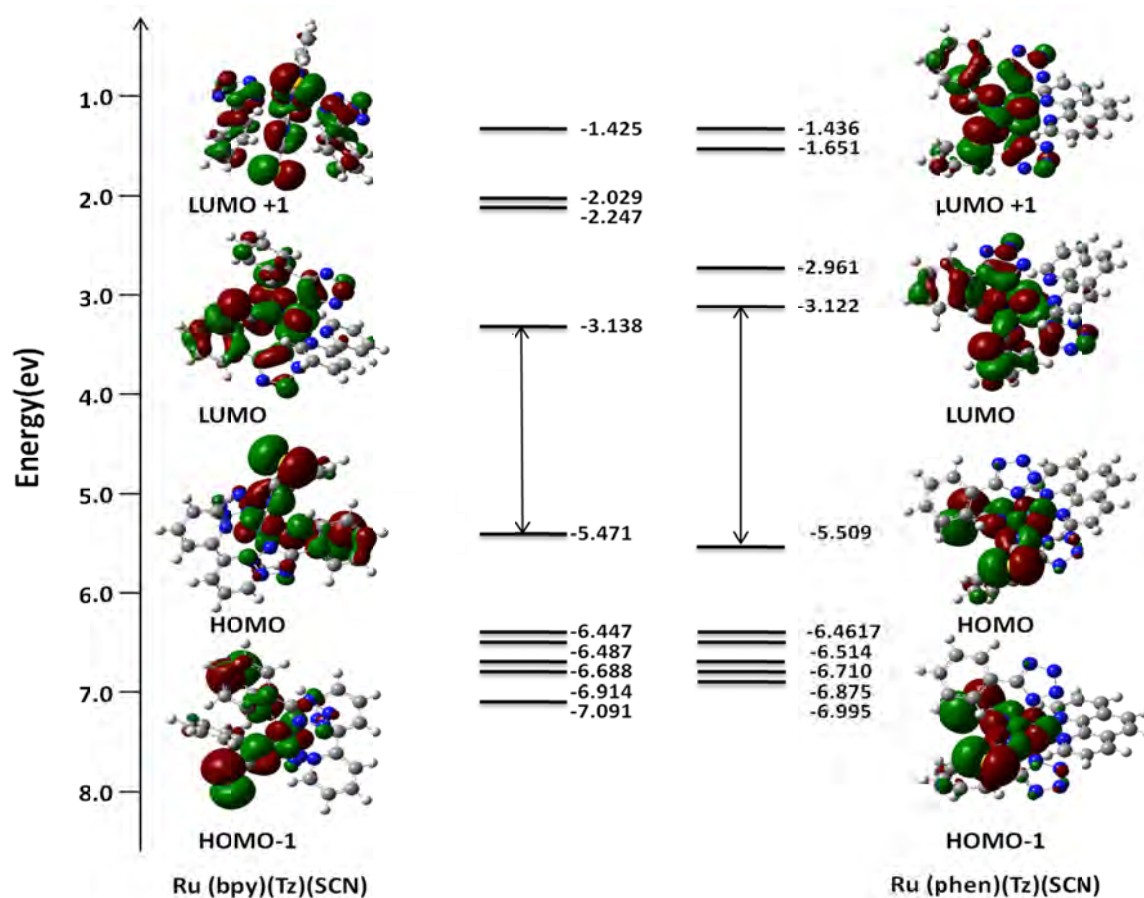 Energy(ev)
1.0
2.0
3.0
4.0
5.0
6.0
7.0
8.0
LUMO +1
LUMO
HOMO
HOMO-1
Ru (bpy)(Tz)(SCN)
-1.425
-2.029
-2.247
-3.138
-5.471
-6.447
-6.487
-6.688
-6.914
-7.091
-1.436
-1.651
-2.961
-3.122
-5.509
-6.4617
-6.514
-6.710
-6.875
-6.995
LUMO +1
LUMO
HOMO
HOMO-1
Ru (phen)(Tz)(SCN)